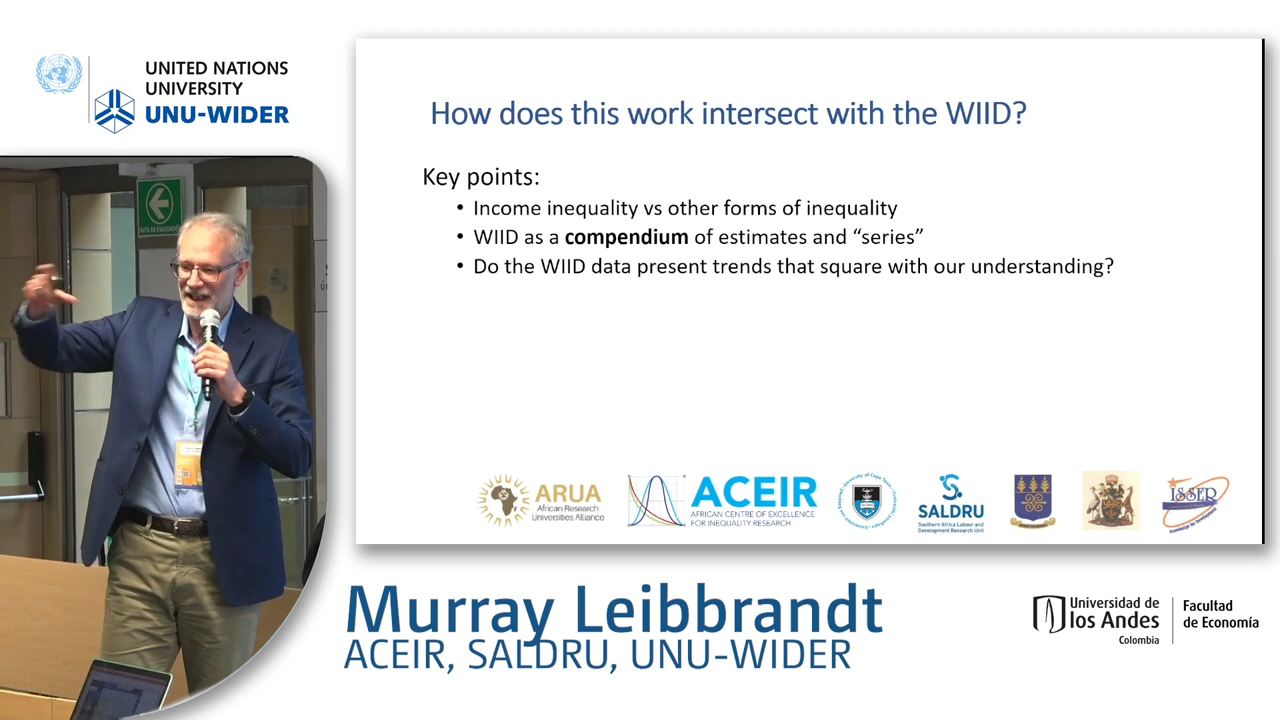 UNITED NATIONS
UNIVERSITY
UNU-WIDER
How does this work intersect with the WIID?
Key points:
• Income inequality vs other forms of inequality
• WIID as a compendium of estimates and “series”
• Do the WIID data present trends that square with our understanding?
ARUA
African Research
Universities Alliance
ACEIR
AFRICAN CENTRE OF EXCELLENCE
FOR INEQUALITY RESEARCH
SALDRU
Southern Africa Labour and
Development Research Unit
ISSER
Knowledge for Development
Murray Leibbrandt
ACEIR, SALDRU, UNU-WIDER
Universidad de
los Andes
Colombia
Facultad
de Economía